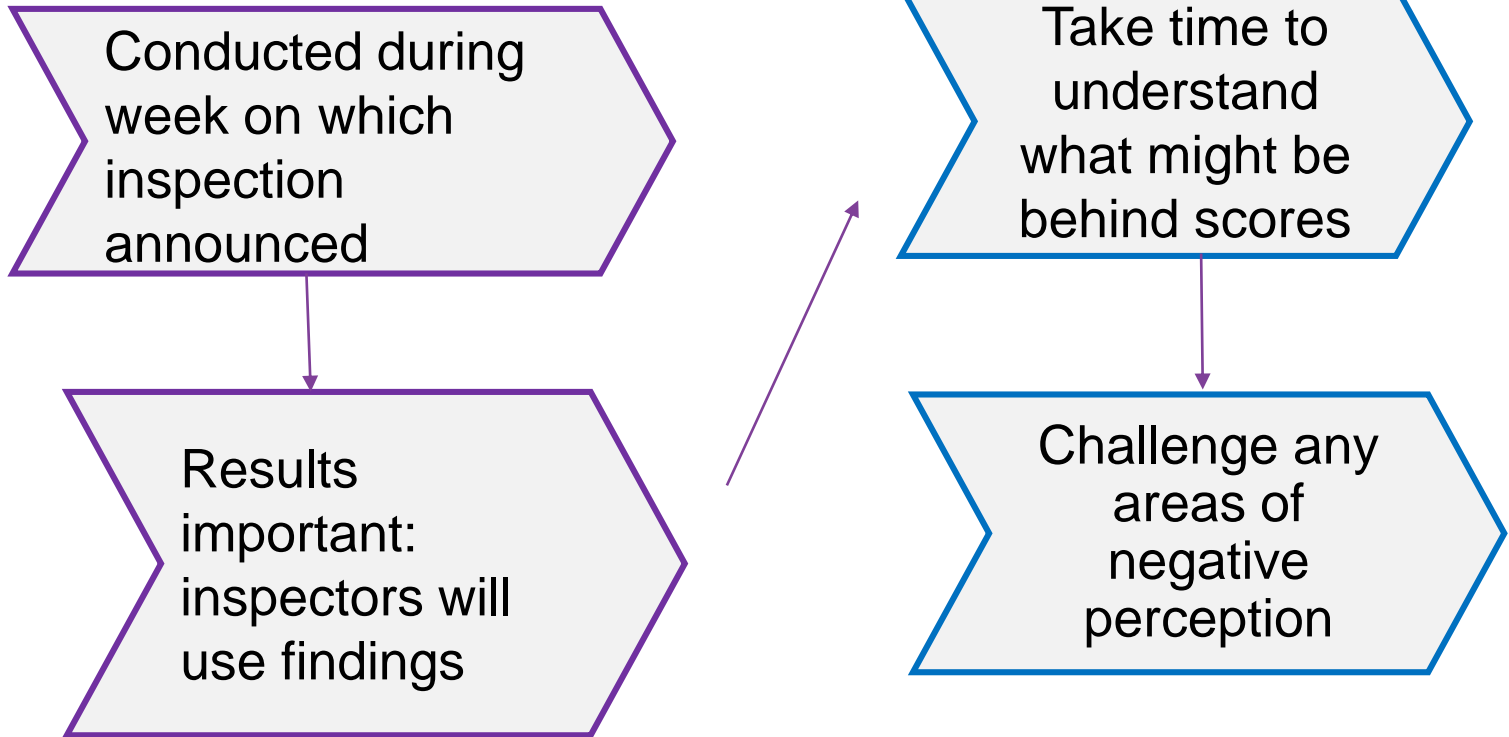 Conducted during
week on which
inspection
announced
Results
important:
inspectors will
use findings
Take time to
understand
what might be
behind scores
Challenge any
areas of
negative
perception